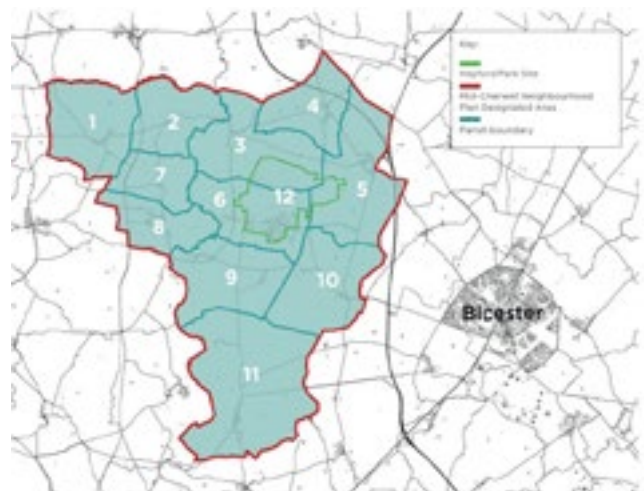 Key:
Heyford Park Site
Mid-Cherwell Neighbourhood
Plan Designated Area
Parish boundary
1
2
3
4
5
6
7
8
9
10
11
12
Bicester